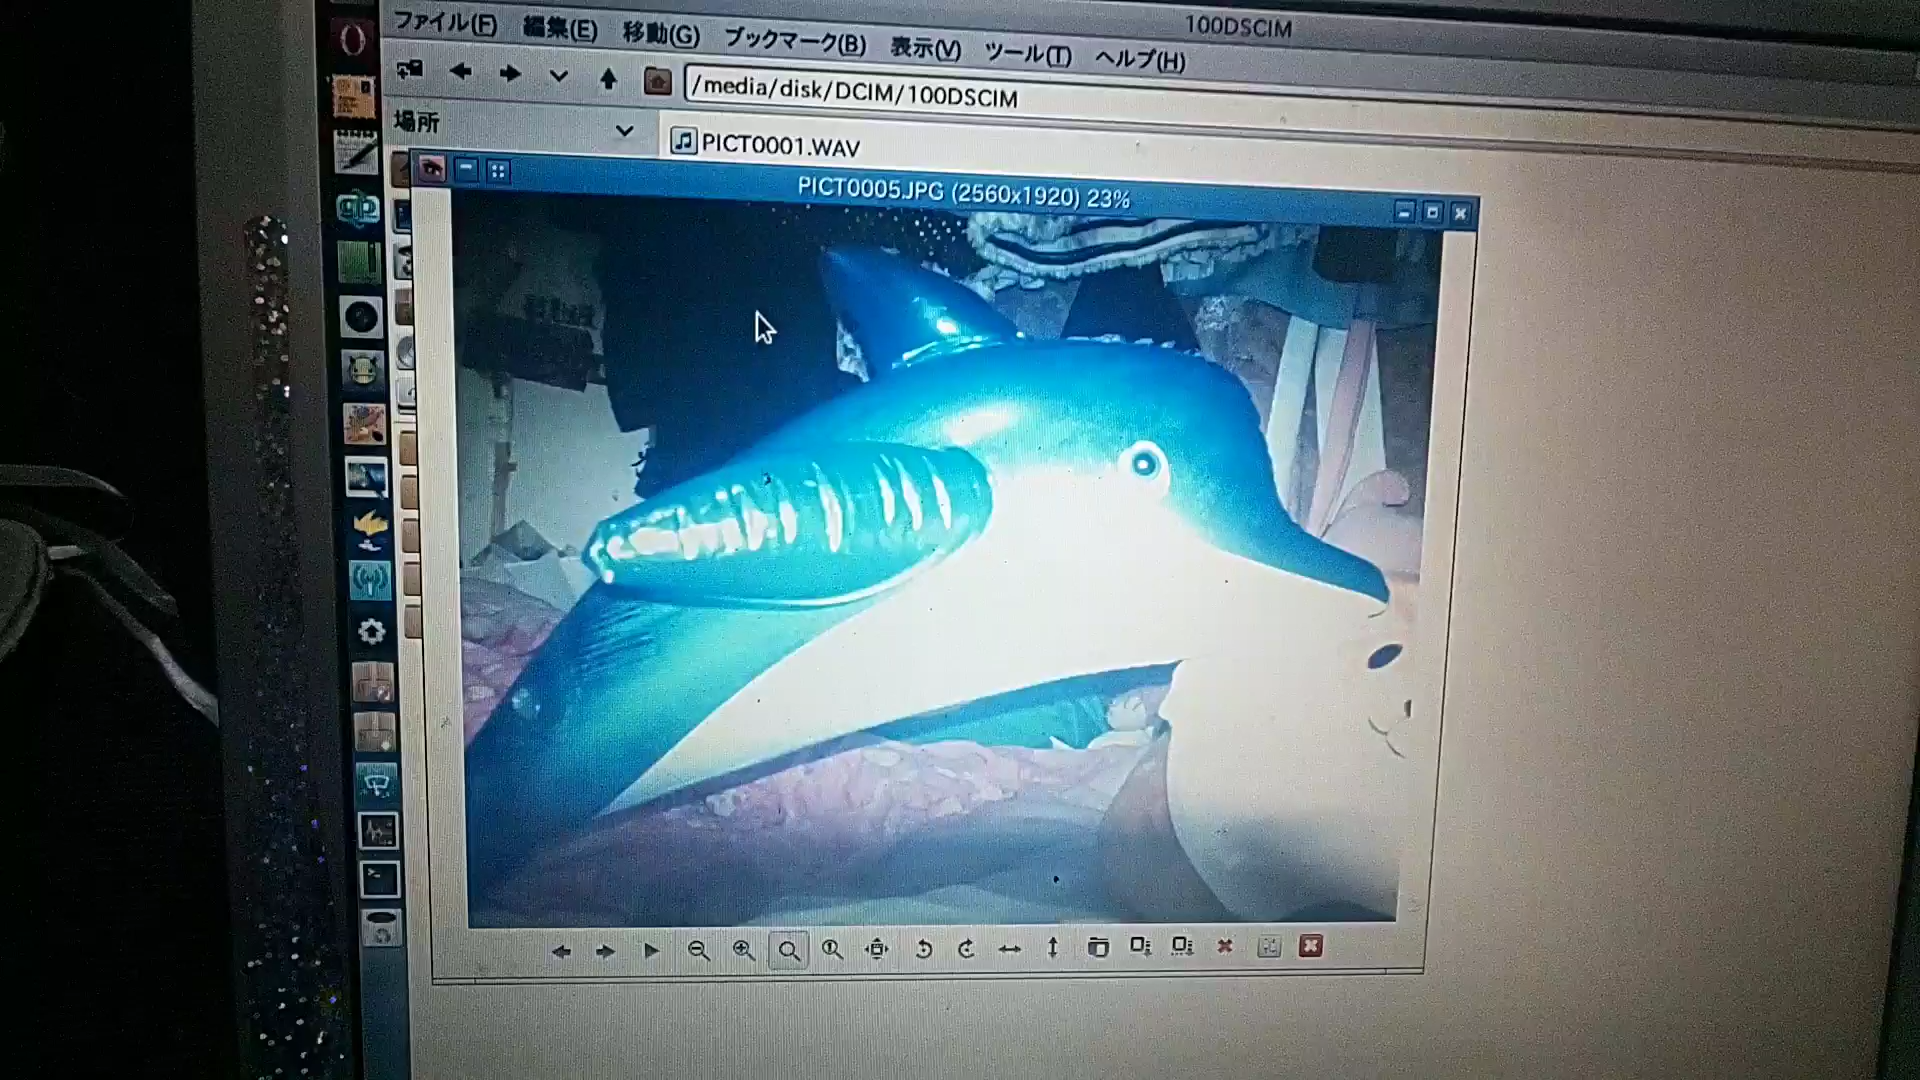 100DSCIM
ファイル(F) 編集(E) 移動(G) ブックマーク(B) 表示(V) ツール(T) ヘルプ(H)
/media/disk/DCIM/100DSCIM
場所
PICT0001.WAV
PICT0005.JPG (2560x1920) 23%